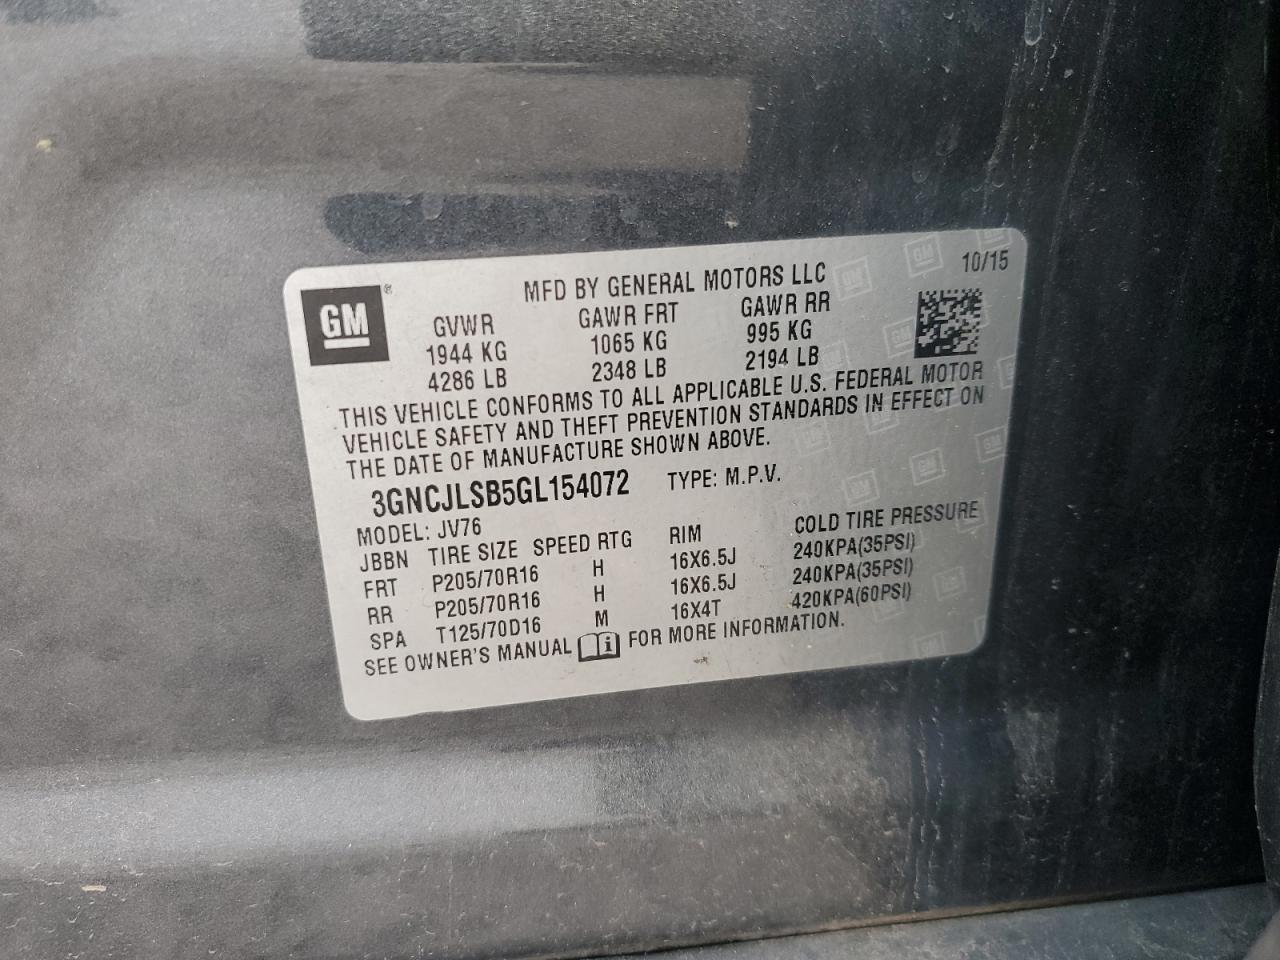 GM ®
MFD BY GENERAL MOTORS LLC 10/15
GVWR GAWR FRT GAWR RR
1944 KG 1065 KG 995 KG
4286 LB 2348 LB 2194 LB
THIS VEHICLE CONFORMS TO ALL APPLICABLE U.S. FEDERAL MOTOR
VEHICLE SAFETY AND THEFT PREVENTION STANDARDS IN EFFECT ON
THE DATE OF MANUFACTURE SHOWN ABOVE.
3GNCJLSB5GL154072 TYPE: M.P.V.
MODEL: JV76
JBBN TIRE SIZE SPEED RTG RIM COLD TIRE PRESSURE
FRT P205/70R16 H 16X6.5J 240KPA(35PSI)
RR P205/70R16 H 16X6.5J 240KPA(35PSI)
SPA T125/70D16 M 16X4T 420KPA(60PSI)
SEE OWNER'S MANUAL i FOR MORE INFORMATION.